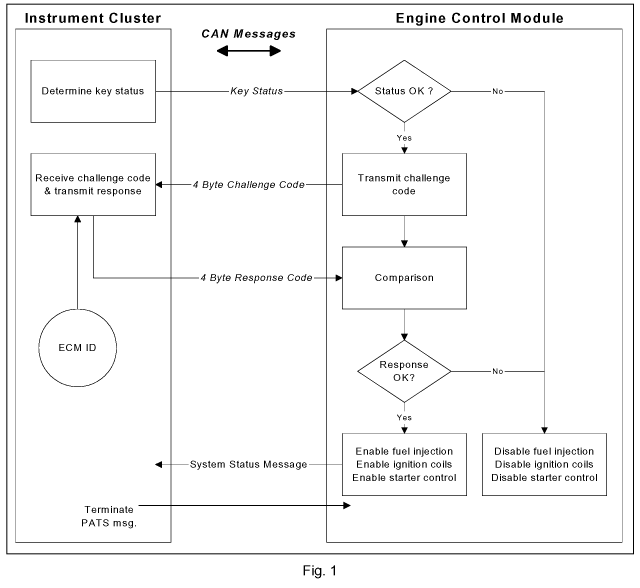 Instrument Cluster
CAN Messages
Engine Control Module
Determine key status
Key Status
Status OK ?
No
Yes
Receive challenge code
& transmit response
4 Byte Challenge Code
Transmit challenge
code
4 Byte Response Code
Comparison
ECM ID
Response
OK?
No
Yes
System Status Message
Enable fuel injection
Enable ignition coils
Enable starter control
Disable fuel injection
Disable ignition coils
Disable starter control
Terminate
PATS msg.
Fig. 1